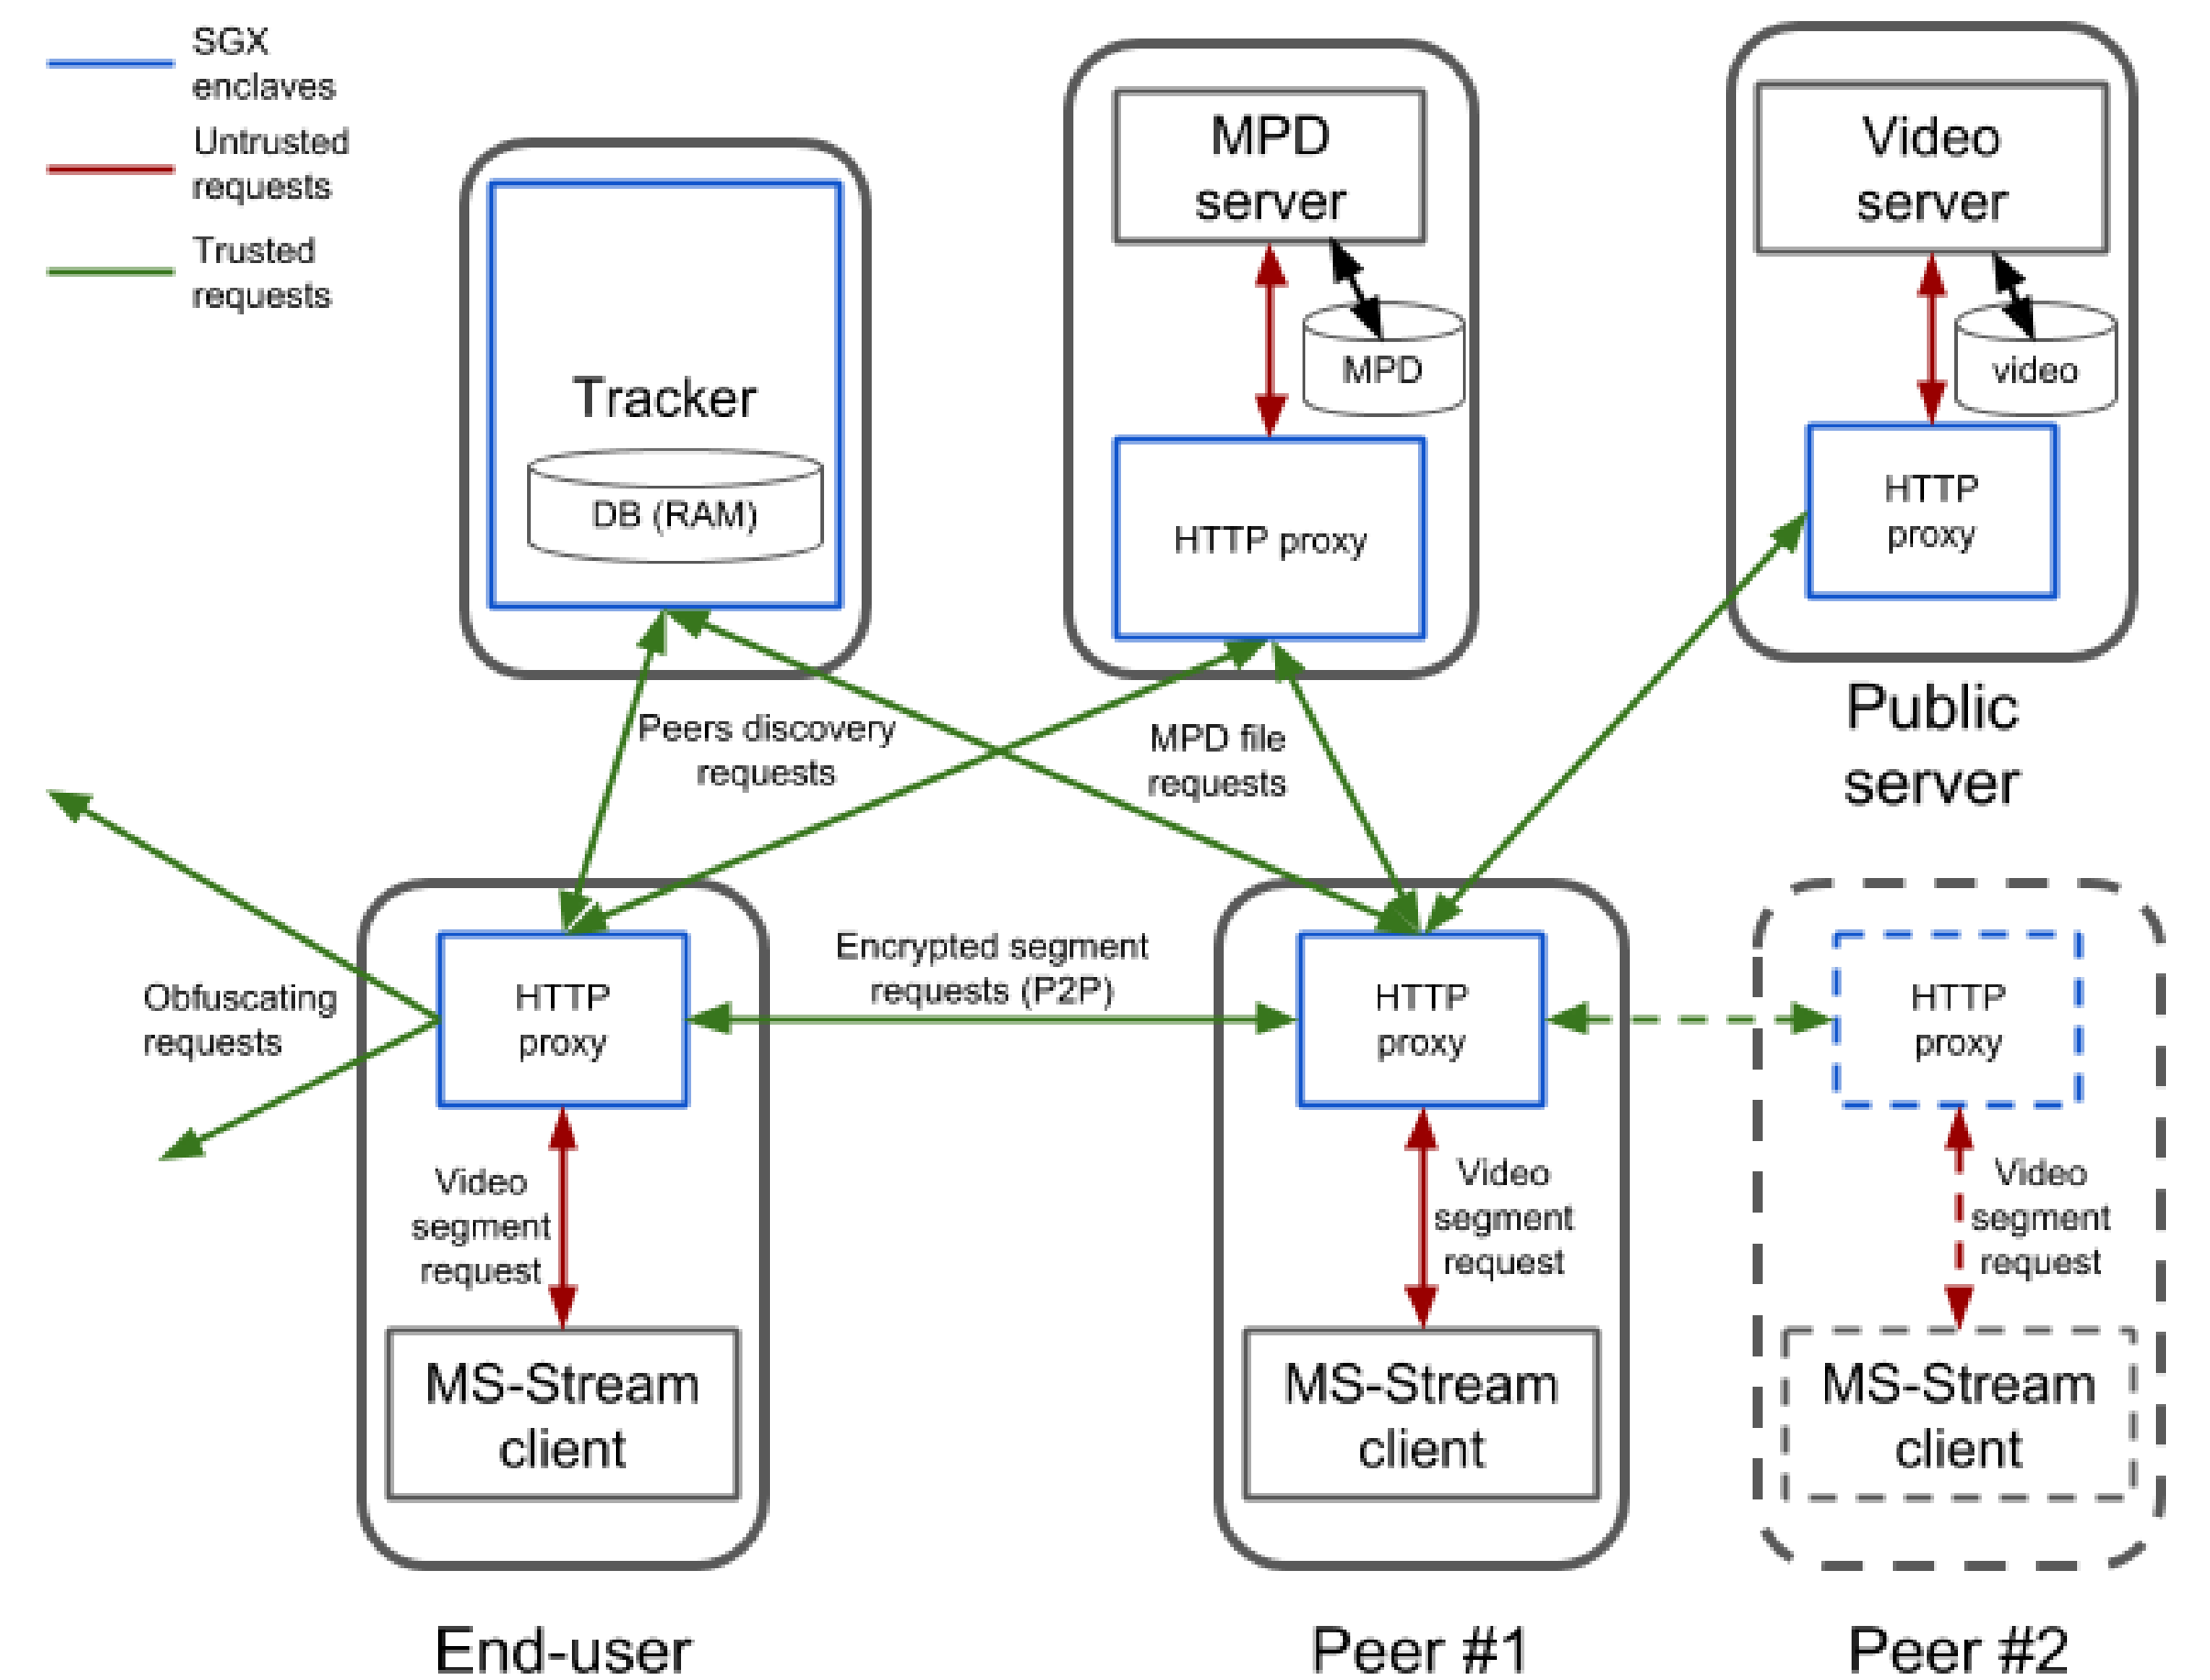 SGX
enclaves
Untrusted
requests
Trusted
requests
Tracker
DB (RAM)
MPD
server
MPD
HTTP proxy
Video
server
video
HTTP
proxy
Public
server
Peers discovery
requests
MPD file
requests
Obfuscating
requests
HTTP
proxy
Encrypted segment
requests (P2P)
HTTP
proxy
HTTP
proxy
Video
segment
request
Video
segment
request
Video
segment
request
MS-Stream
client
MS-Stream
client
MS-Stream
client
End-user
Peer #1
Peer #2